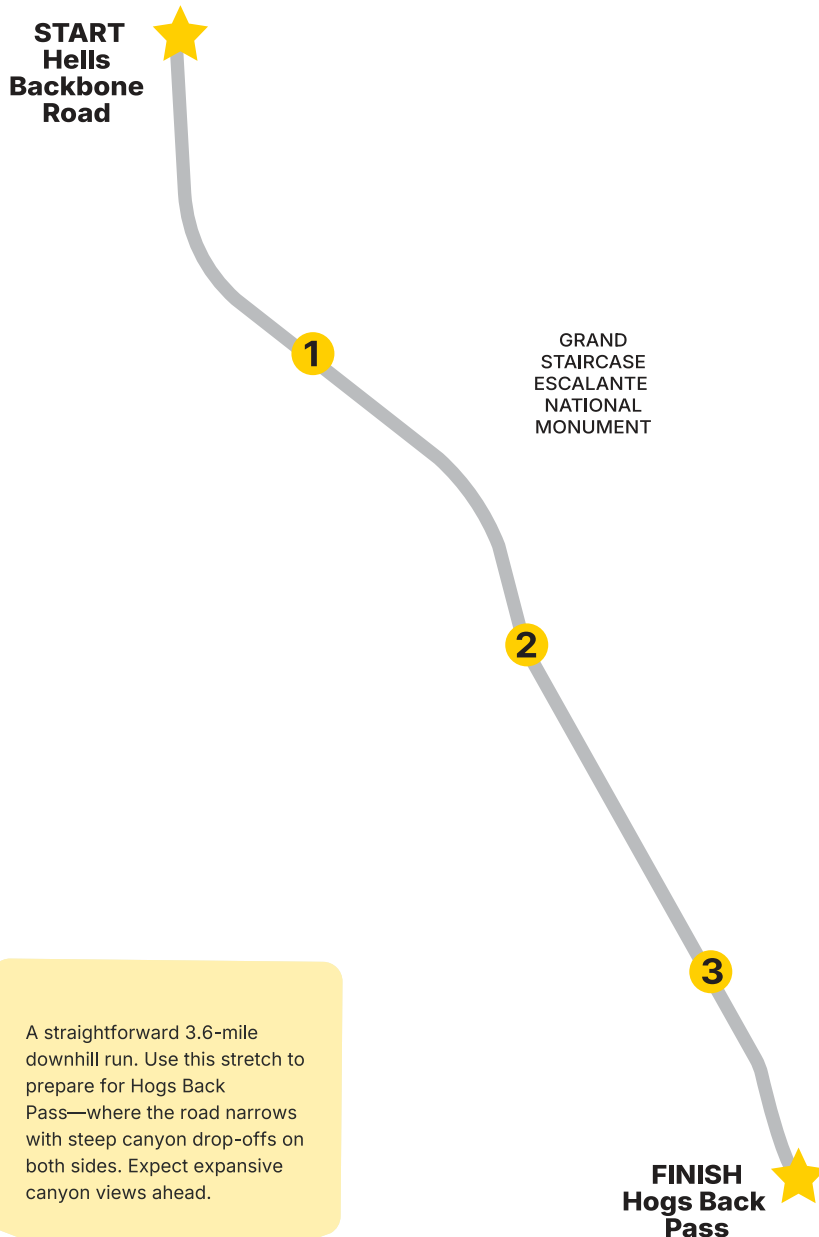 START
Hells
Backbone
Road
1
GRAND
STAIRCASE
ESCALANTE
NATIONAL
MONUMENT
2
3
A straightforward 3.6-mile
downhill run. Use this stretch to
prepare for Hogs Back
Pass—where the road narrows
with steep canyon drop-offs on
both sides. Expect expansive
canyon views ahead.
FINISH
Hogs Back
Pass